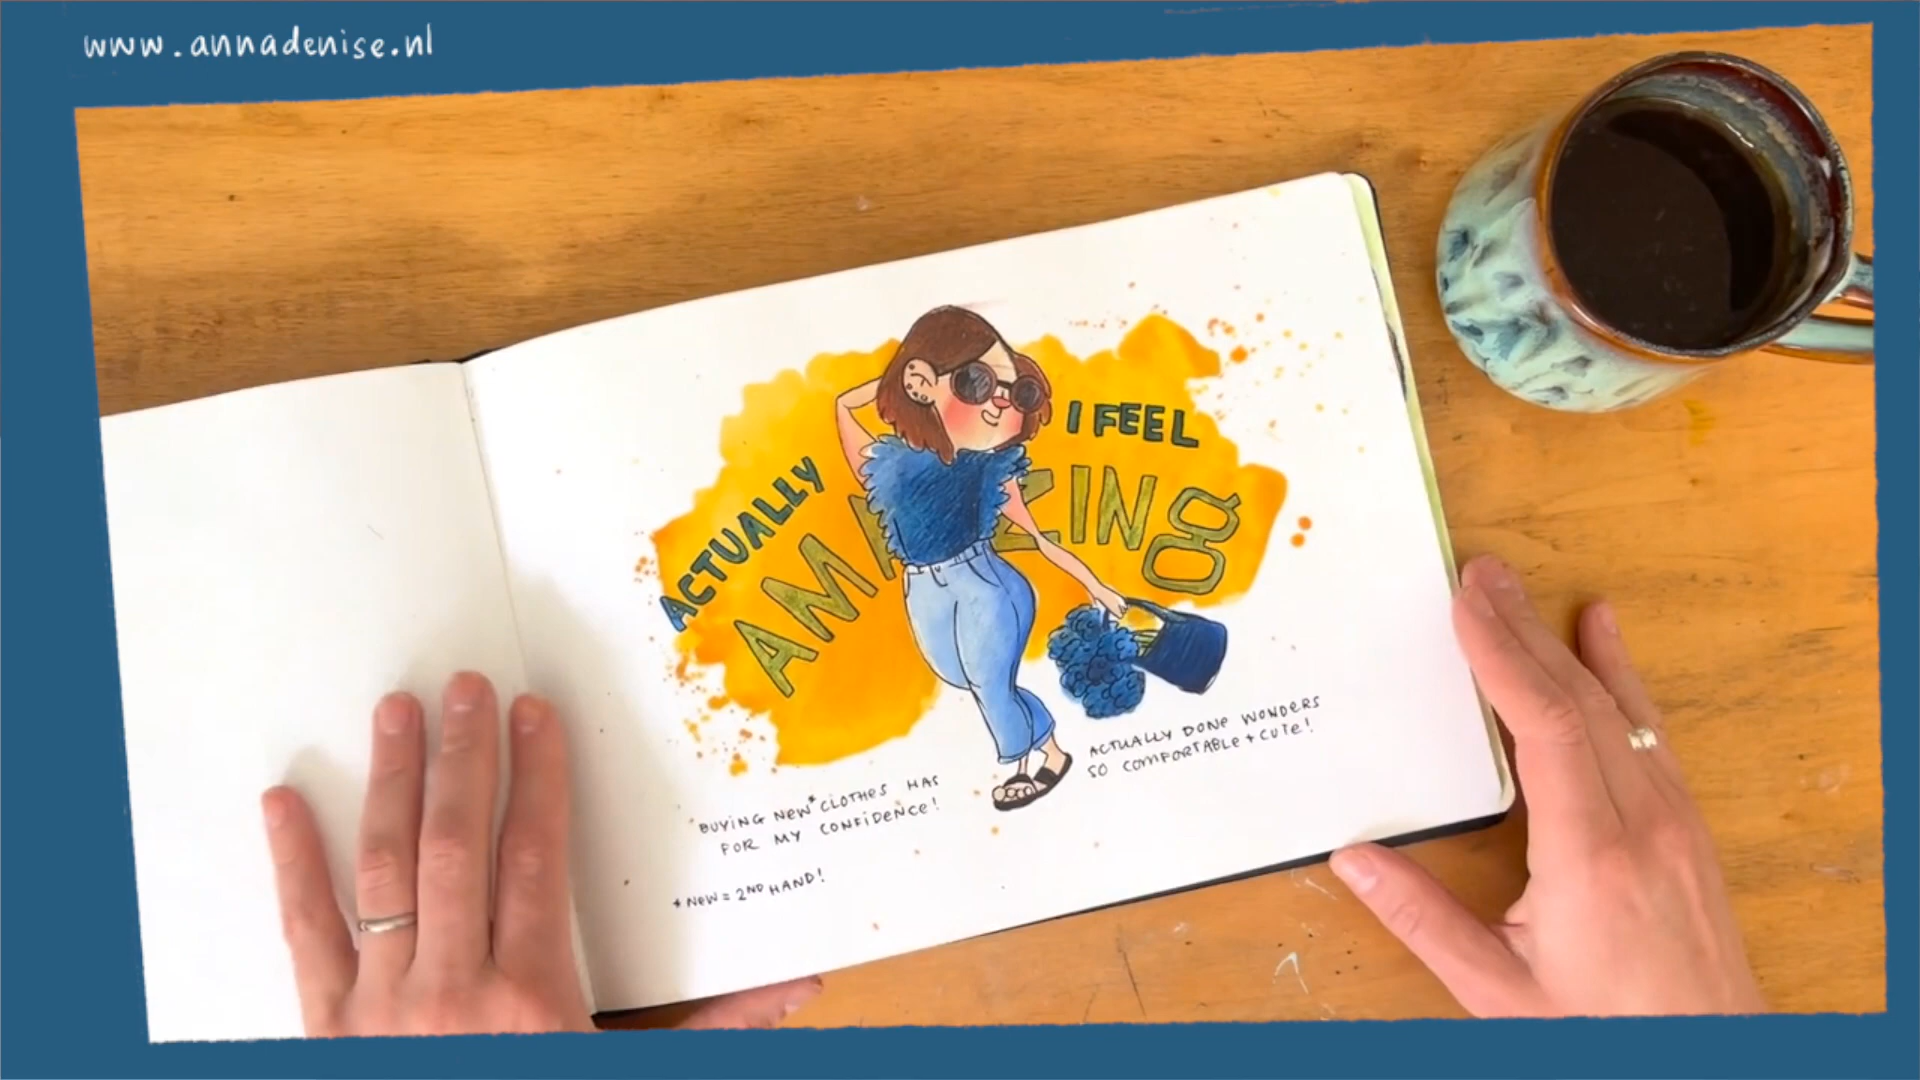 www.annadenise.nl
ACTUALLY
I FEEL
AMAZING
BUYING NEW* CLOTHES HAS
FOR MY CONFIDENCE!
ACTUALLY DONE WONDERS
SO COMFORTABLE + CUTE!
* NEW = 2ND HAND!